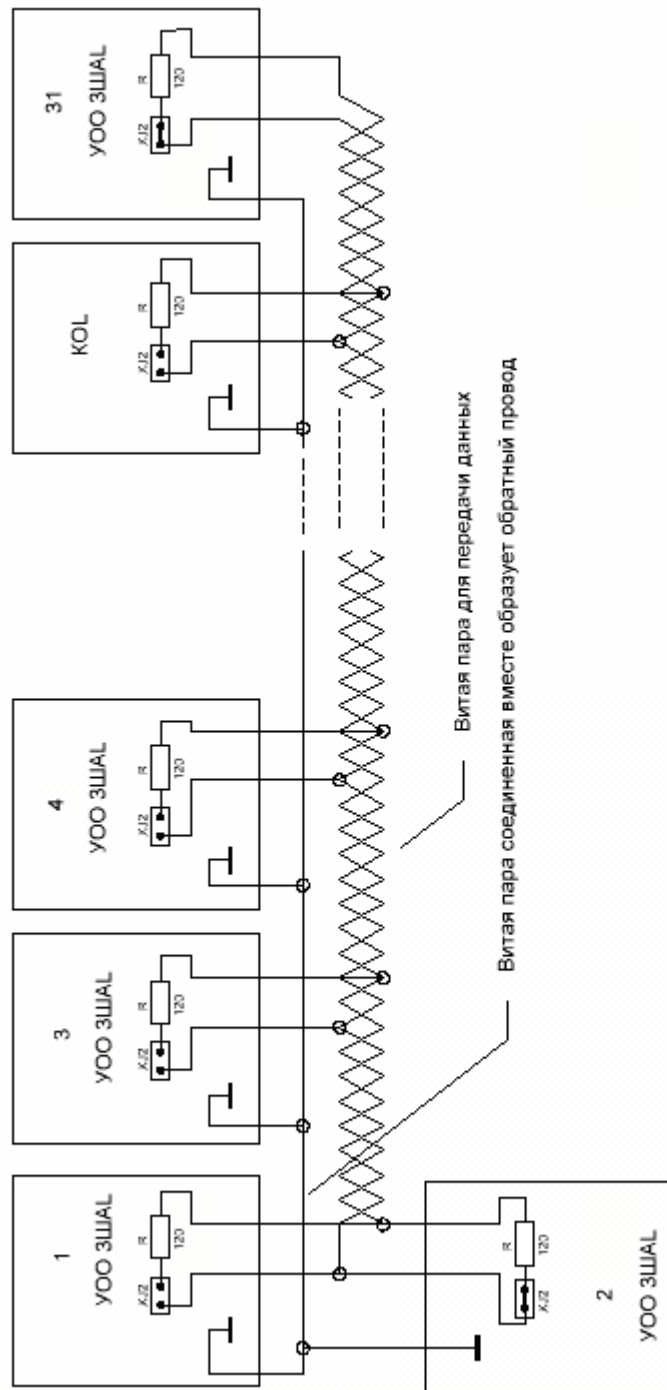 1
УОО ЗШАL
XJ2
R
120
3
УОО ЗШАL
XJ2
R
120
4
УОО ЗШАL
XJ2
R
120
KOL
XJ2
R
120
31
УОО ЗШАL
XJ2
R
120
Витая пара для передачи данных
Витая пара соединенная вместе образует обратный провод
R
120
XJ2
2
УОО ЗШАL